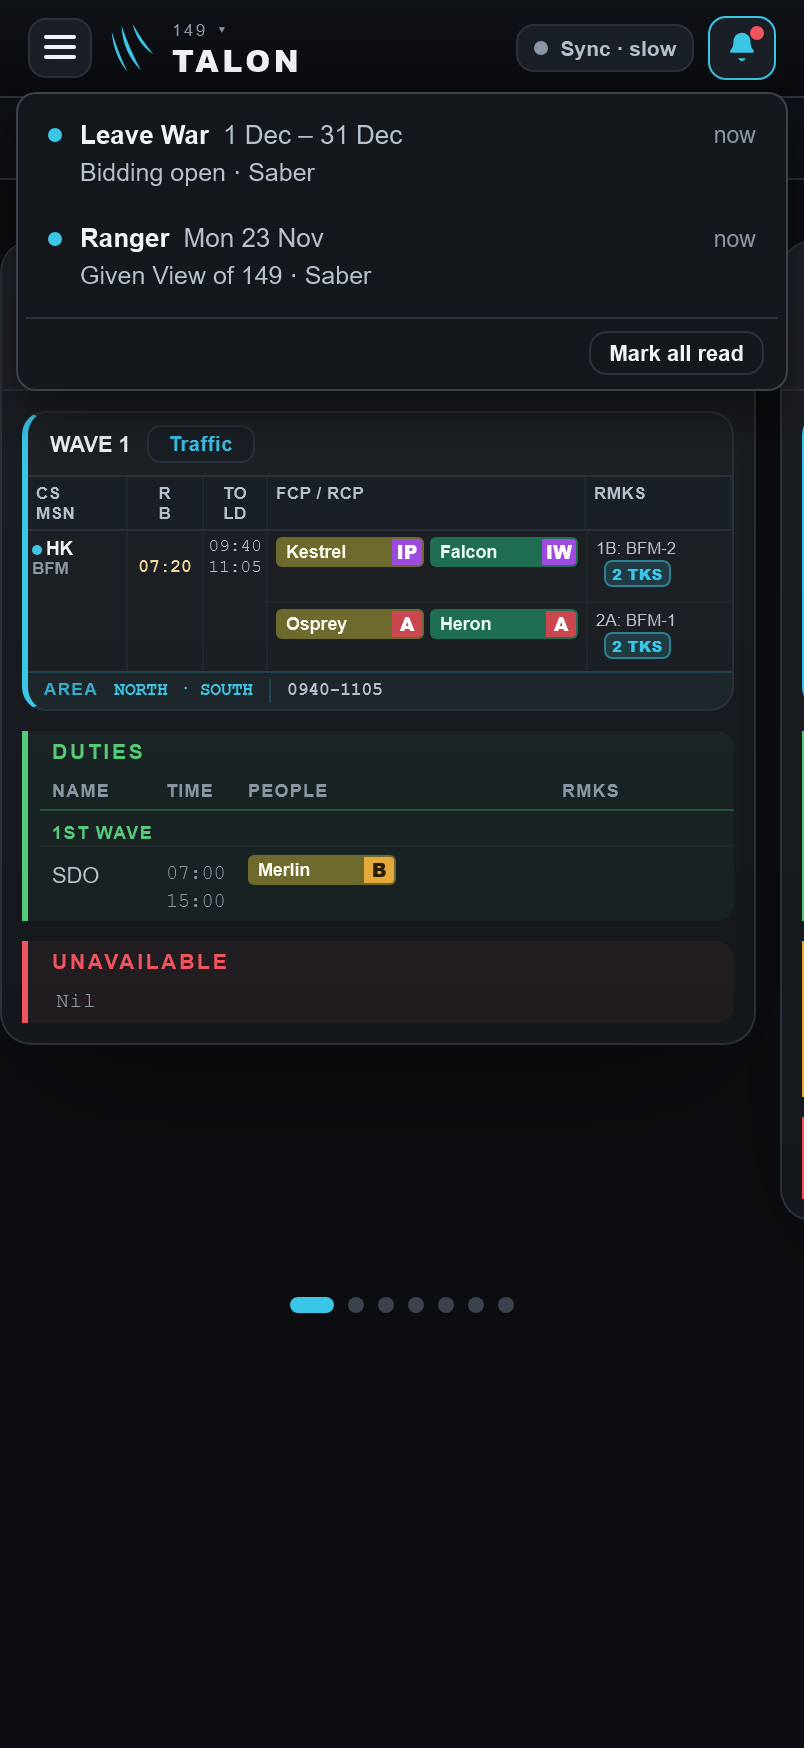 149 ▾
TALON
Sync · slow
Leave War 1 Dec – 31 Dec now
Bidding open · Saber
Ranger Mon 23 Nov now
Given View of 149 · Saber
Mark all read
WAVE 1 Traffic
CS R TO FCP / RCP RMKS
MSN B LD
HK 09:40 Kestrel IP Falcon IW 1B: BFM-2
BFM 07:20 11:05 2 TKS
Osprey A Heron A 2A: BFM-1
2 TKS
AREA NORTH · SOUTH 0940–1105
DUTIES
NAME TIME PEOPLE RMKS
1ST WAVE
SDO 07:00 Merlin B
15:00
UNAVAILABLE
Nil